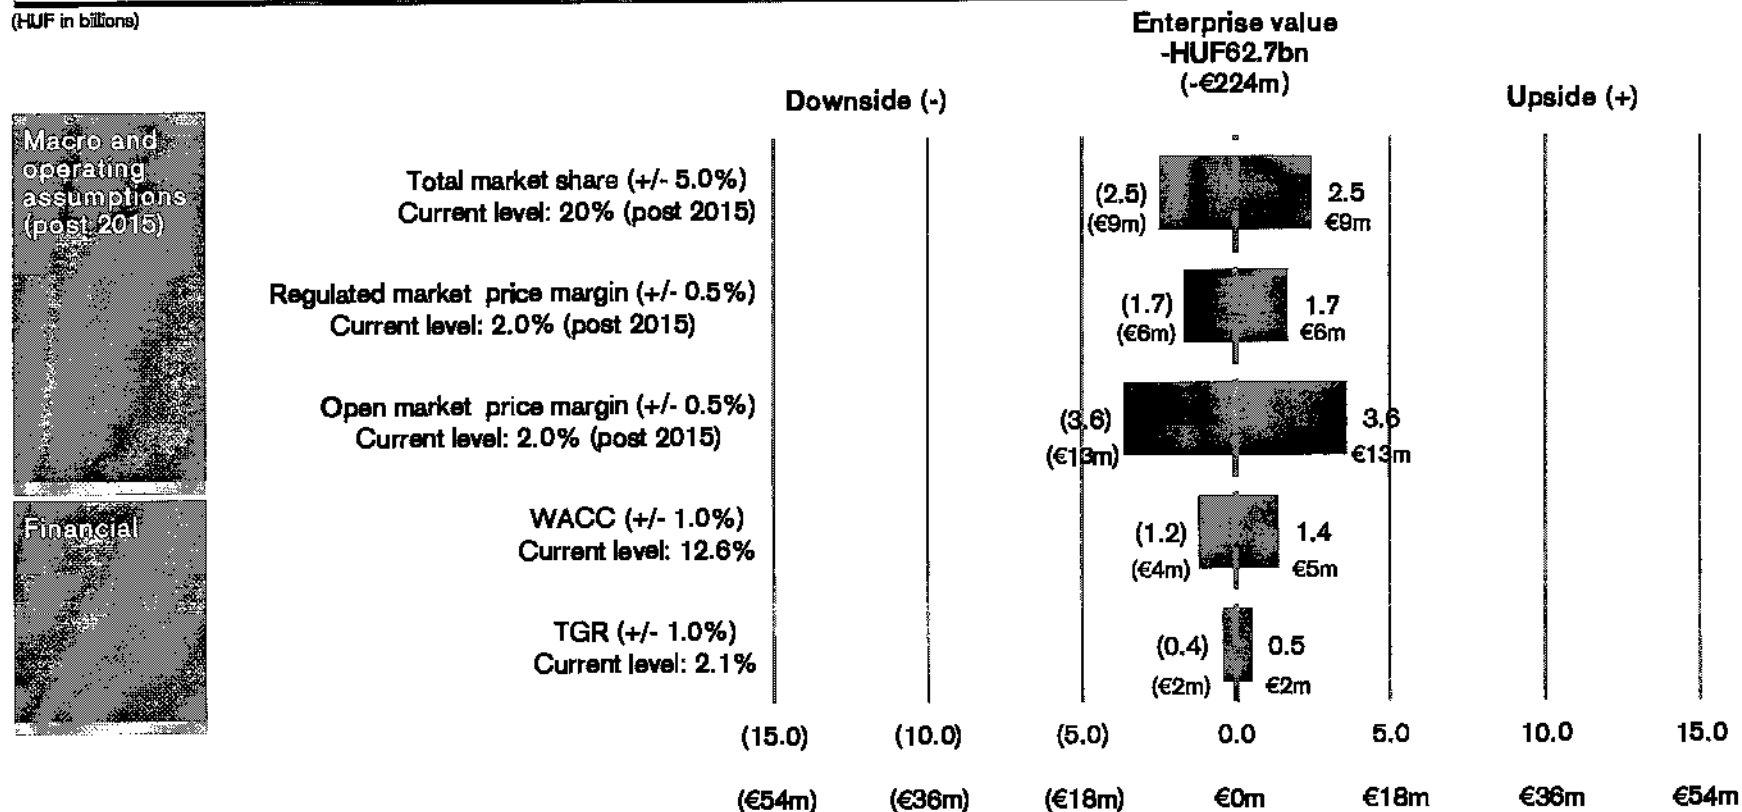 (HUF in billions)
Enterprise value
-HUF62.7bn
(-€224m)
Downside (-)
Upside (+)
Macro and
operating
assumptions
(post 2015)
Total market share (+/- 5.0%)
Current level: 20% (post 2015)
(2.5)
(€9m)
2.5
€9m
Regulated market price margin (+/- 0.5%)
Current level: 2.0% (post 2015)
(1.7)
(€6m)
1.7
€6m
Open market price margin (+/- 0.5%)
Current level: 2.0% (post 2015)
(3.6)
(€13m)
3.6
€13m
Financial
WACC (+/- 1.0%)
Current level: 12.6%
(1.2)
(€4m)
1.4
€5m
TGR (+/- 1.0%)
Current level: 2.1%
(0.4)
(€2m)
0.5
€2m
(15.0) (10.0) (5.0) 0.0 5.0 10.0 15.0
(€54m) (€36m) (€18m) €0m €18m €36m €54m